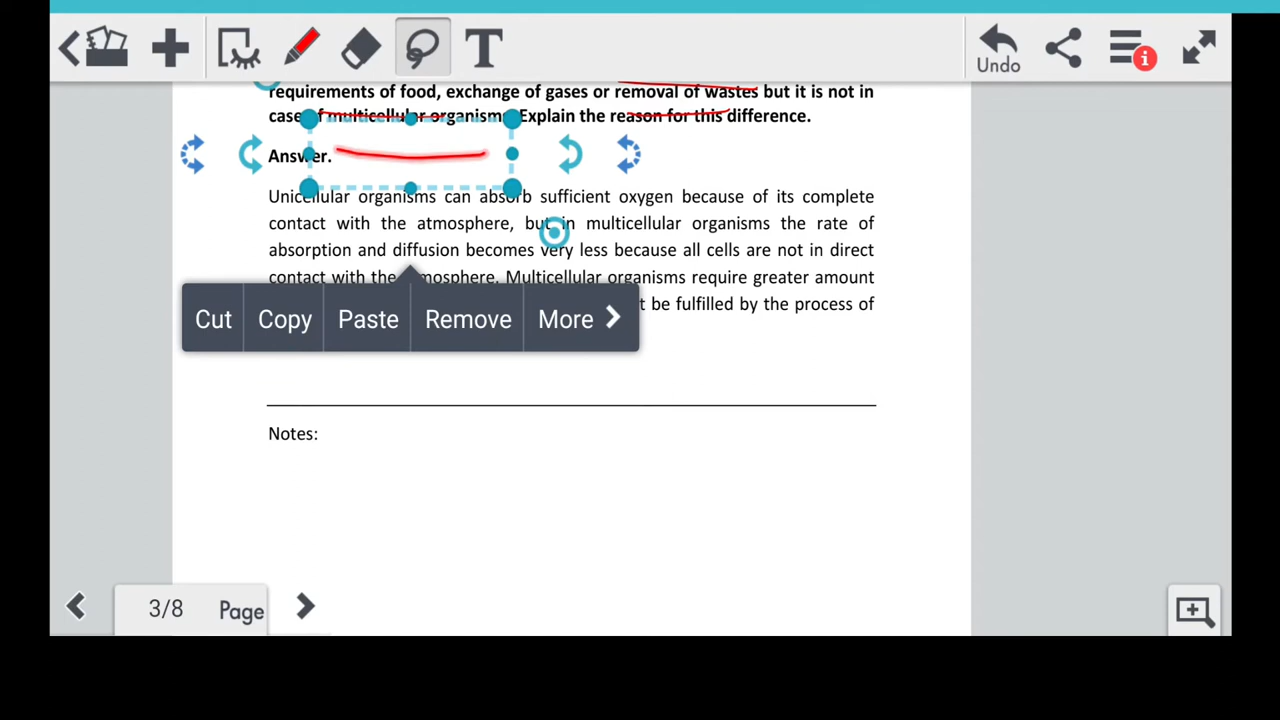 Undo
requirements of food, exchange of gases or removal of wastes but it is not in
case of multicellular organisms. Explain the reason for this difference.
Answer.
Unicellular organisms can absorb sufficient oxygen because of its complete
contact with the atmosphere, but in multicellular organisms the rate of
absorption and diffusion becomes very less because all cells are not in direct
contact with the atmosphere. Multicellular organisms require greater amount
t be fulfilled by the process of
Cut Copy Paste Remove More
Notes:
3/8 Page